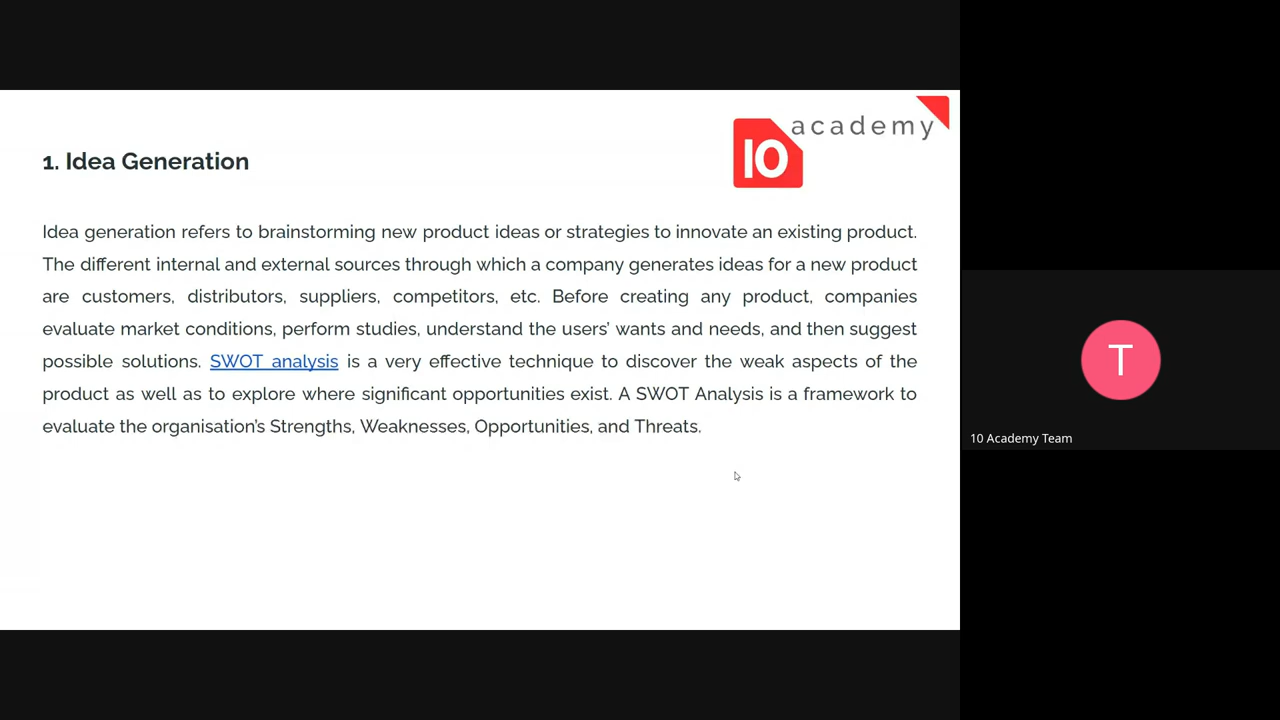 academy
10
1. Idea Generation
Idea generation refers to brainstorming new product ideas or strategies to innovate an existing product.
The different internal and external sources through which a company generates ideas for a new product
are customers, distributors, suppliers, competitors, etc. Before creating any product, companies
evaluate market conditions, perform studies, understand the users’ wants and needs, and then suggest
possible solutions. SWOT analysis is a very effective technique to discover the weak aspects of the
product as well as to explore where significant opportunities exist. A SWOT Analysis is a framework to
evaluate the organisation’s Strengths, Weaknesses, Opportunities, and Threats.
T
10 Academy Team